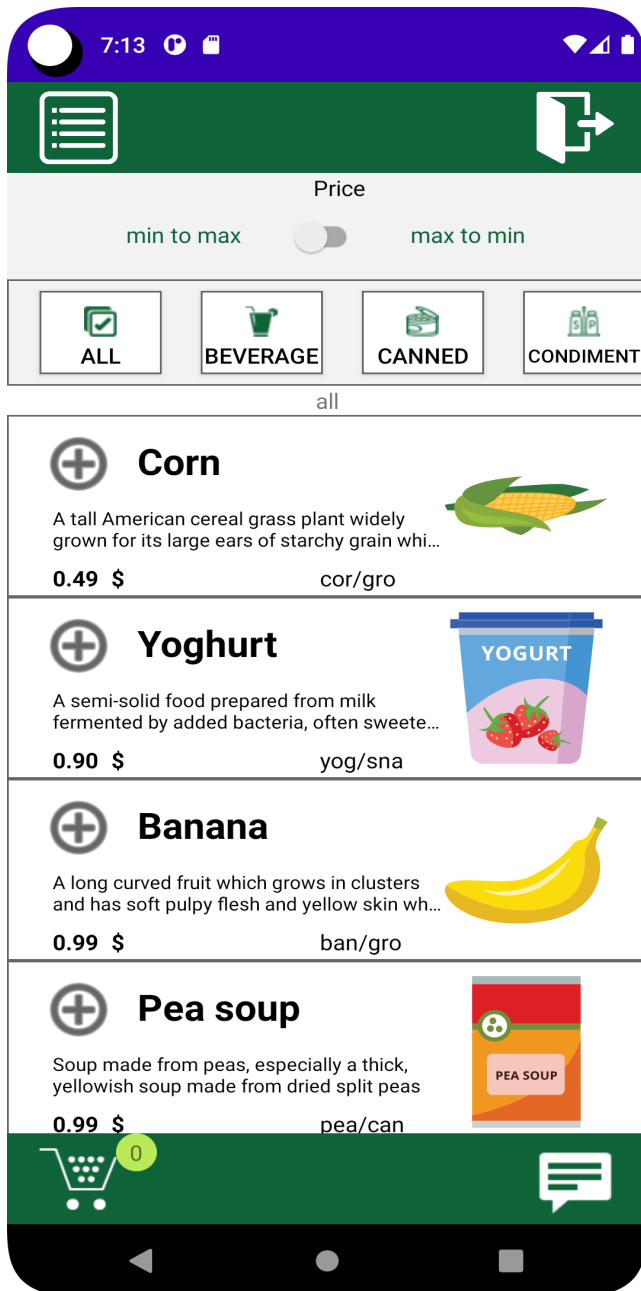 7:13
Price
min to max
max to min
ALL
BEVERAGE
CANNED
S P
CONDIMENT
all
Corn
A tall American cereal grass plant widely
grown for its large ears of starchy grain whi...
0.49 $
cor/gro
Yoghurt
YOGURT
A semi-solid food prepared from milk
fermented by added bacteria, often sweete...
0.90 $
yog/sna
Banana
A long curved fruit which grows in clusters
and has soft pulpy flesh and yellow skin wh...
0.99 $
ban/gro
Pea soup
Soup made from peas, especially a thick,
yellowish soup made from dried split peas
PEA SOUP
0.99 $
pea/can
0